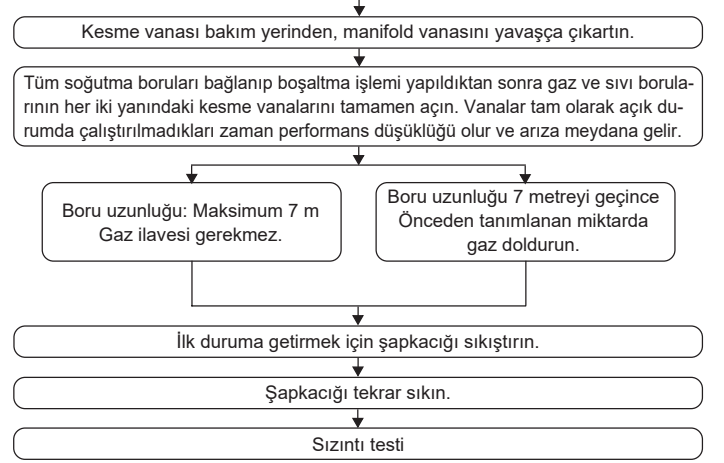 Kesme vanası bakım yerinden, manifold vanasını yavaşça çıkartın.
Tüm soğutma boruları bağlanıp boşaltma işlemi yapıldıktan sonra gaz ve sıvı borula-
rının her iki yanındaki kesme vanalarını tamamen açın. Vanalar tam olarak açık du-
rumda çalıştırılmadıkları zaman performans düşüklüğü olur ve arıza meydana gelir.
Boru uzunluğu: Maksimum 7 m
Gaz ilavesi gerekmez.
Boru uzunluğu 7 metreyi geçince
Önceden tanımlanan miktarda
gaz doldurun.
İlk duruma getirmek için şapkacığı sıkıştırın.
Şapkacığı tekrar sıkın.
Sızıntı testi